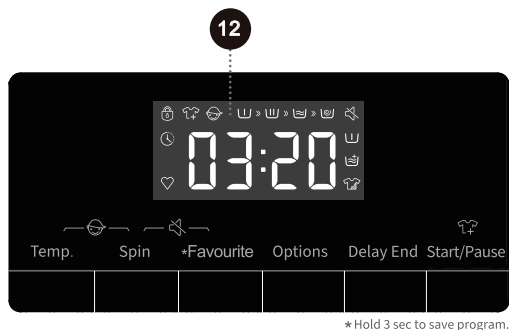 12
03:20
Temp. Spin *Favourite Options Delay End Start/Pause
*Hold 3 sec to save program.